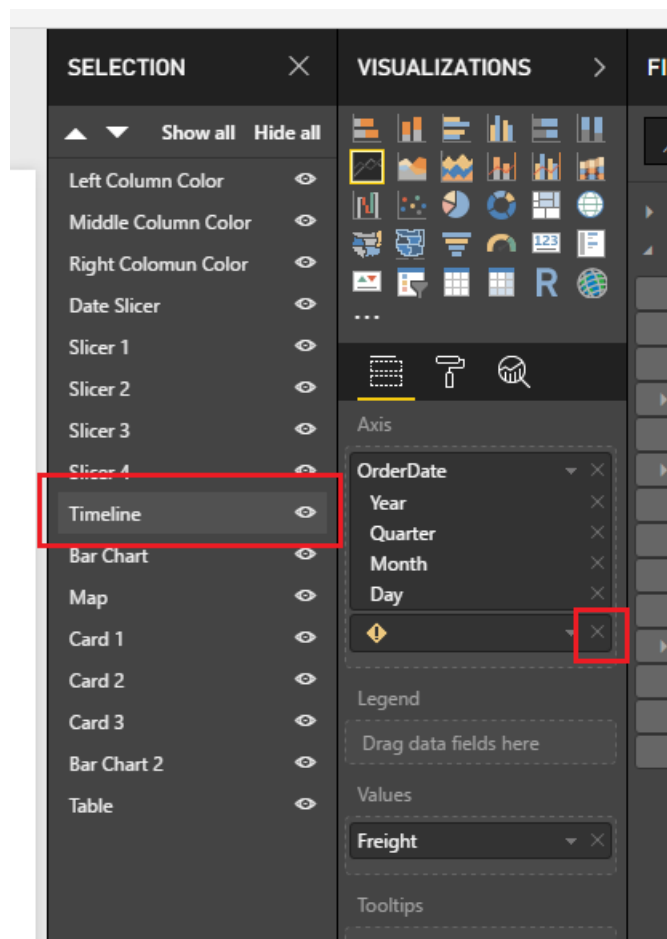 SELECTION
Show all Hide all
Left Column Color
Middle Column Color
Right Colomun Color
Date Slicer
Slicer 1
Slicer 2
Slicer 3
Slicer 4
Timeline
Bar Chart
Map
Card 1
Card 2
Card 3
Bar Chart 2
Table
VISUALIZATIONS
123
R
...
Axis
OrderDate
Year
Quarter
Month
Day
Legend
Drag data fields here
Values
Freight
Tooltips